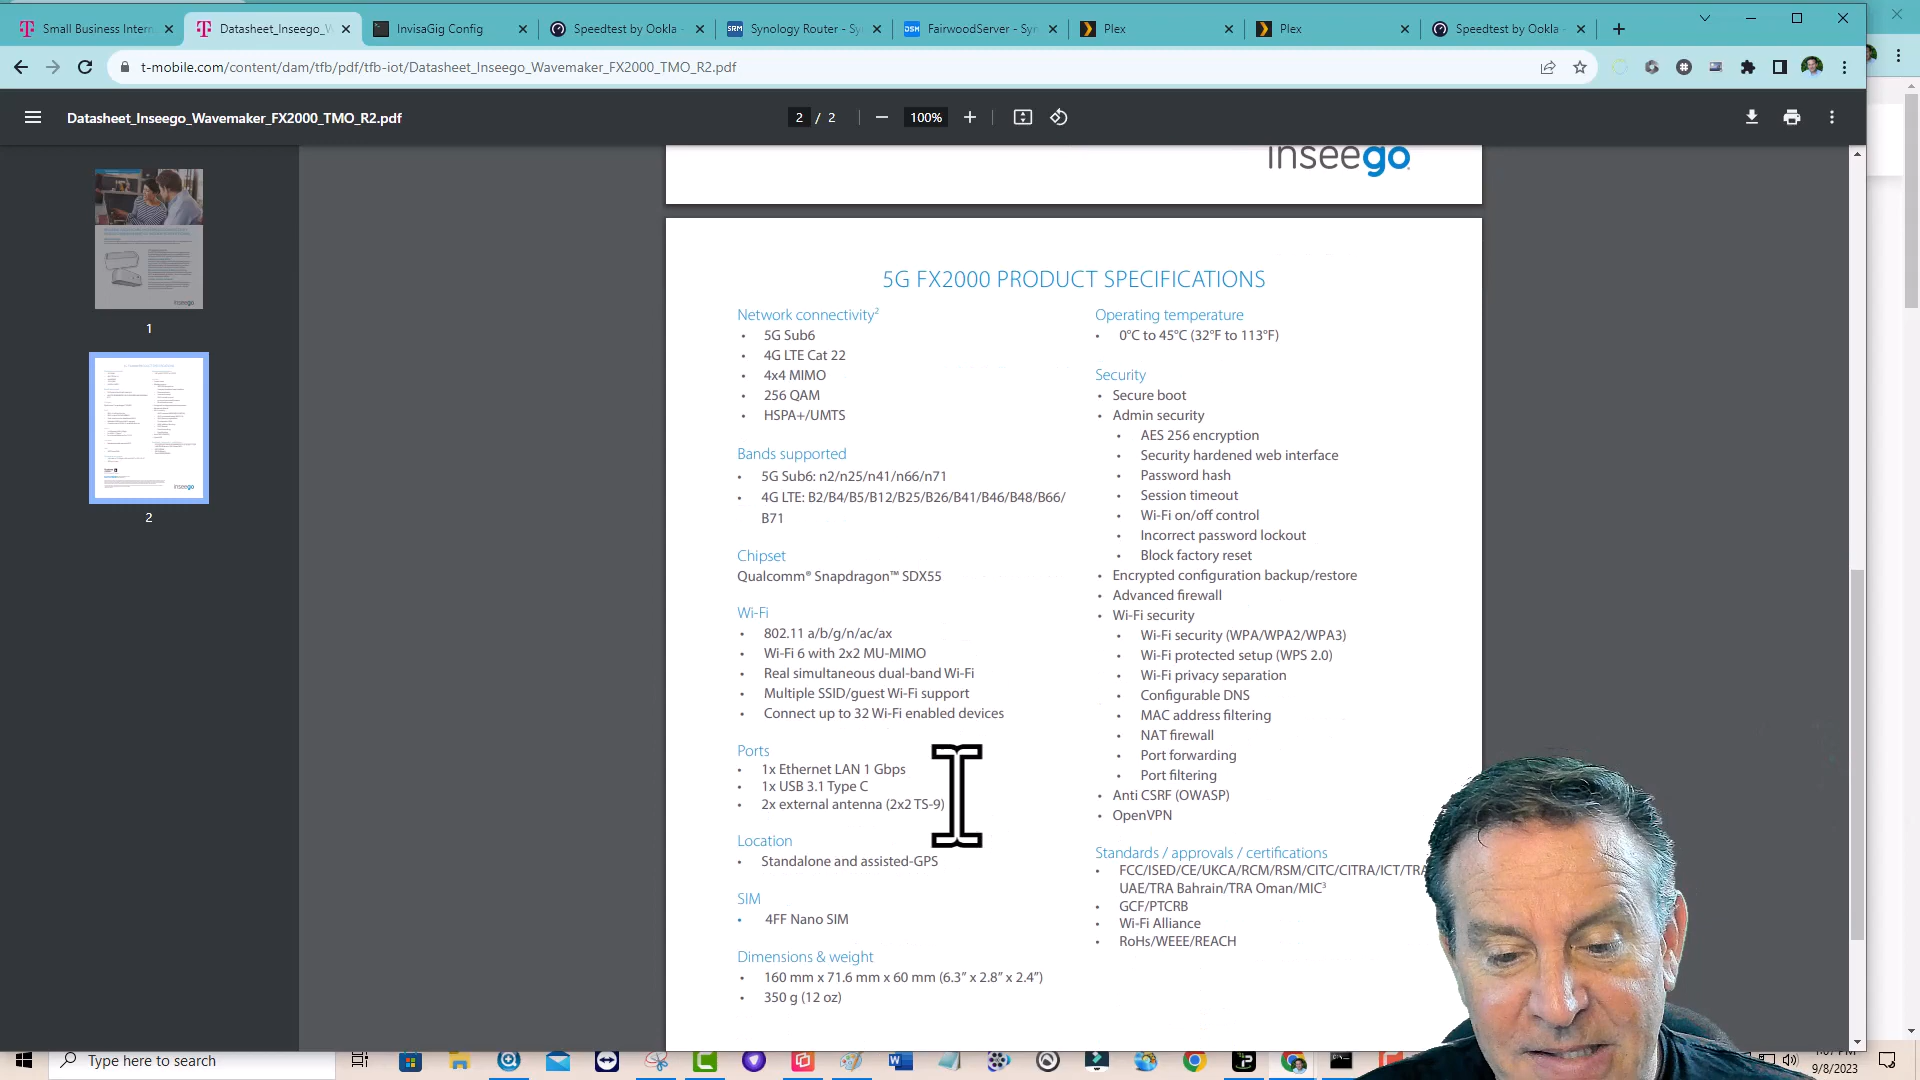 Small Business Intern
Datasheet_Inseego_W
InvisaGig Config
Speedtest by Ookla -
Synology Router - Sy
FairwoodServer - Syn
Plex
Plex
Speedtest by Ookla -
t-mobile.com/content/dam/tfb/pdf/tfb-iot/Datasheet_Inseego_Wavemaker_FX2000_TMO_R2.pdf
Datasheet_Inseego_Wavemaker_FX2000_TMO_R2.pdf
2 / 2
100%
1
2
inseego
5G FX2000 PRODUCT SPECIFICATIONS
Network connectivity²
• 5G Sub6
• 4G LTE Cat 22
• 4x4 MIMO
• 256 QAM
• HSPA+/UMTS
Bands supported
• 5G Sub6: n2/n25/n41/n66/n71
• 4G LTE: B2/B4/B5/B12/B25/B26/B41/B46/B48/B66/
B71
Chipset
Qualcomm® Snapdragon™ SDX55
Wi-Fi
• 802.11 a/b/g/n/ac/ax
• Wi-Fi 6 with 2x2 MU-MIMO
• Real simultaneous dual-band Wi-Fi
• Multiple SSID/guest Wi-Fi support
• Connect up to 32 Wi-Fi enabled devices
Ports
• 1x Ethernet LAN 1 Gbps
• 1x USB 3.1 Type C
• 2x external antenna (2x2 TS-9)
Location
• Standalone and assisted-GPS
SIM
• 4FF Nano SIM
Dimensions & weight
• 160 mm x 71.6 mm x 60 mm (6.3” x 2.8” x 2.4”)
• 350 g (12 oz)
Operating temperature
• 0°C to 45°C (32°F to 113°F)
Security
• Secure boot
• Admin security
• AES 256 encryption
• Security hardened web interface
• Password hash
• Session timeout
• Wi-Fi on/off control
• Incorrect password lockout
• Block factory reset
• Encrypted configuration backup/restore
• Advanced firewall
• Wi-Fi security
• Wi-Fi security (WPA/WPA2/WPA3)
• Wi-Fi protected setup (WPS 2.0)
• Wi-Fi privacy separation
• Configurable DNS
• MAC address filtering
• NAT firewall
• Port forwarding
• Port filtering
• Anti CSRF (OWASP)
• OpenVPN
Standards / approvals / certifications
• FCC/ISED/CE/UKCA/RCM/RSM/CITC/CITRA/ICT/TRA
UAE/TRA Bahrain/TRA Oman/MIC³
• GCF/PTCRB
• Wi-Fi Alliance
• RoHs/WEEE/REACH
Type here to search
9/8/2023